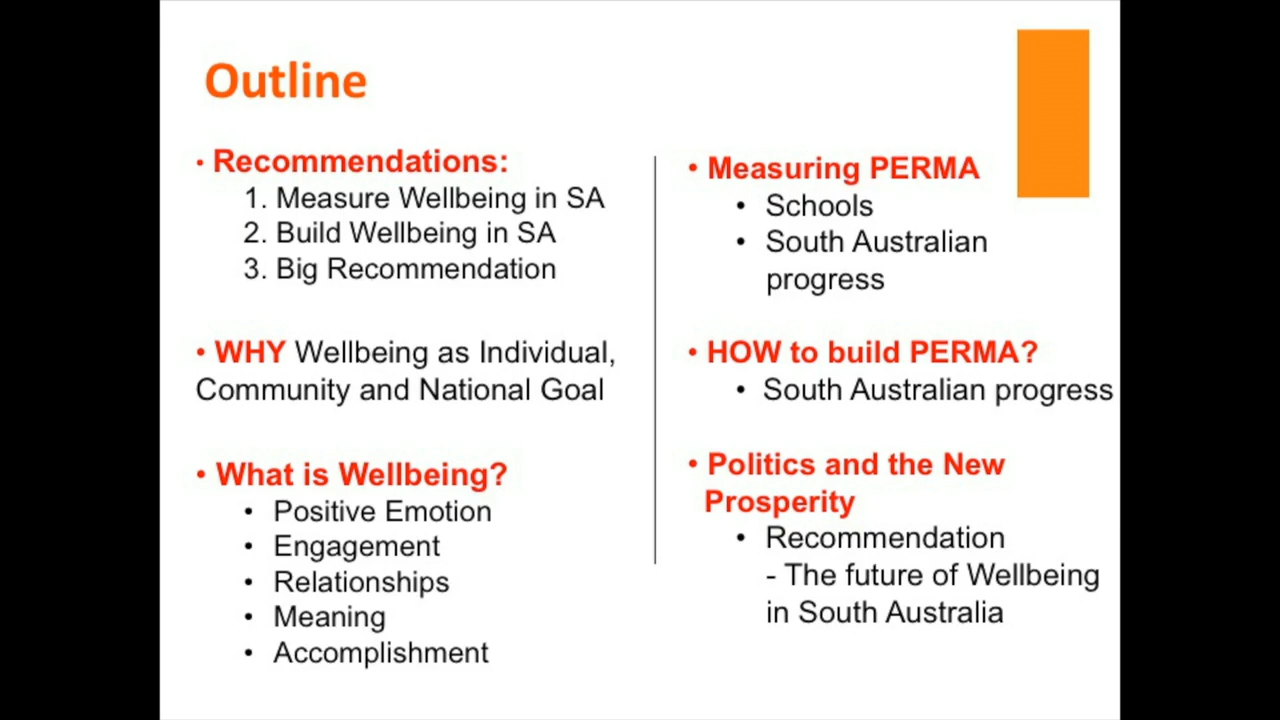 Outline
• Recommendations:
1. Measure Wellbeing in SA
2. Build Wellbeing in SA
3. Big Recommendation
• WHY Wellbeing as Individual,
Community and National Goal
• What is Wellbeing?
• Positive Emotion
• Engagement
• Relationships
• Meaning
• Accomplishment
• Measuring PERMA
• Schools
• South Australian
progress
• HOW to build PERMA?
• South Australian progress
• Politics and the New
Prosperity
• Recommendation
- The future of Wellbeing
in South Australia